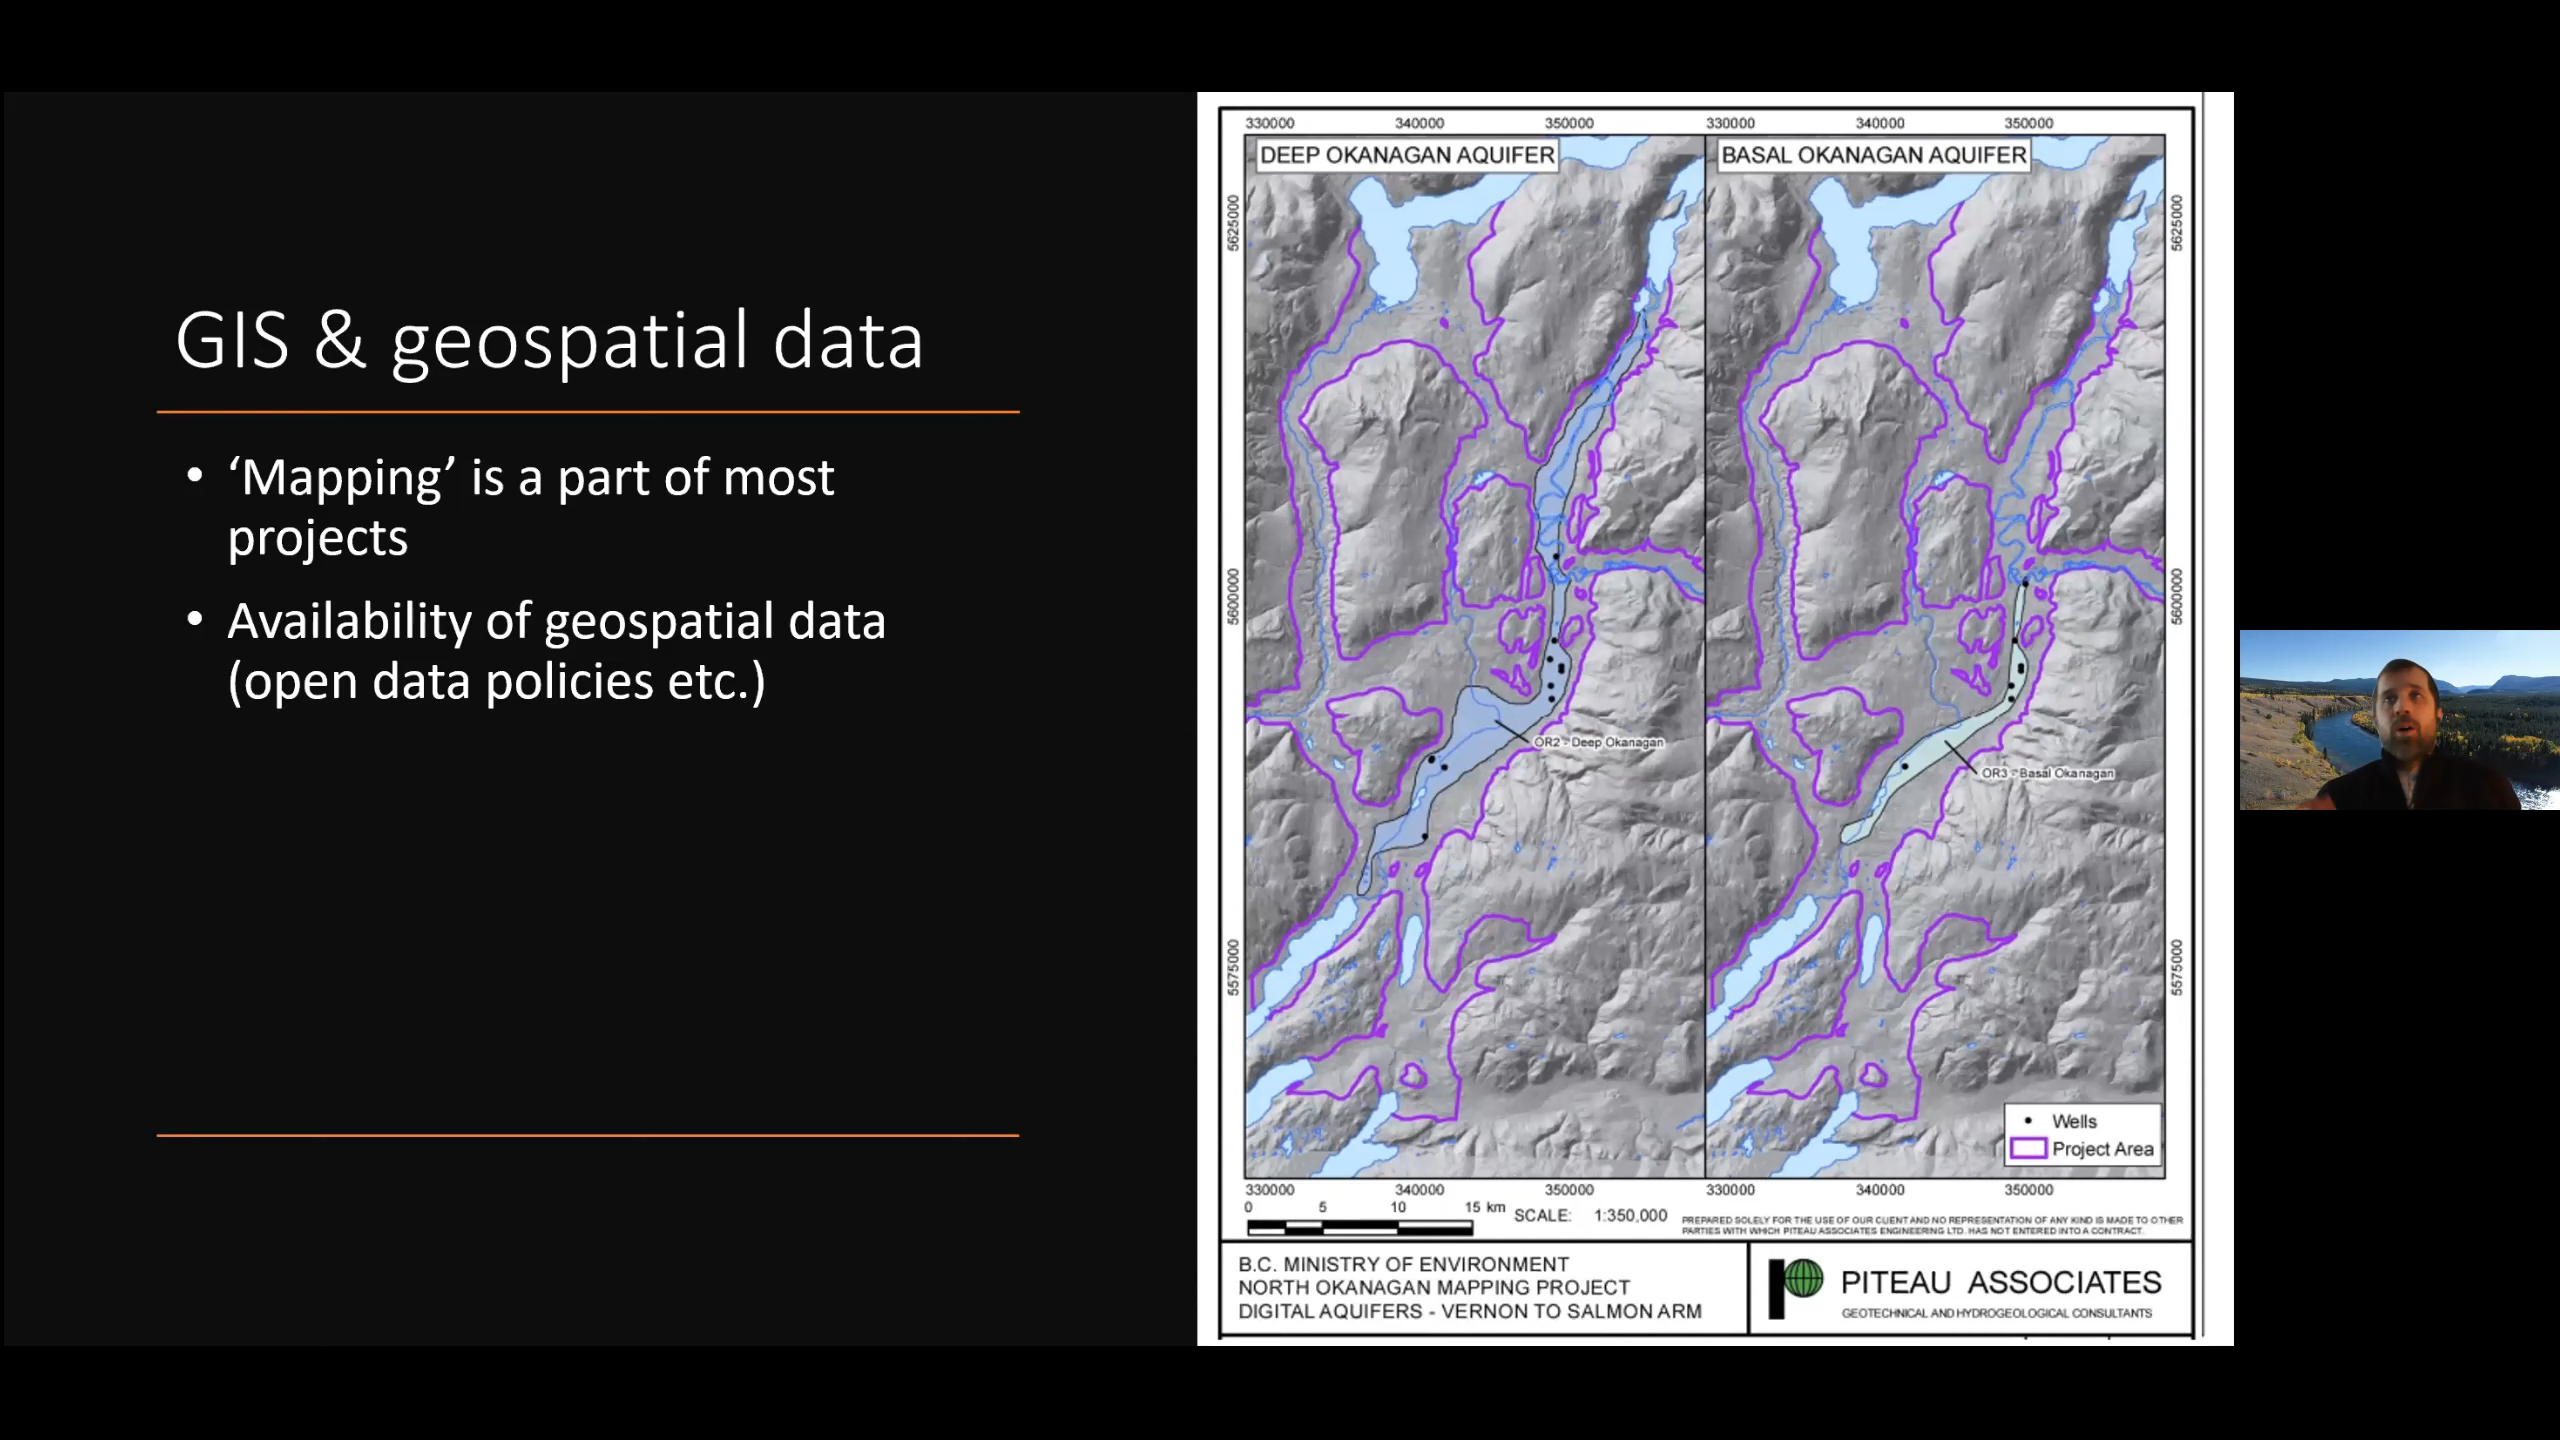 GIS & geospatial data
• ‘Mapping’ is a part of most
projects
• Availability of geospatial data
(open data policies etc.)
330000 340000 350000 330000 340000 350000
DEEP OKANAGAN AQUIFER
BASAL OKANAGAN AQUIFER
5625000
5625000
5600000
5600000
OR2 - Deep Okanagan
OR3 - Basal Okanagan
5575000
5575000
Wells
Project Area
330000 340000 350000 330000 340000 350000
0 5 10 15 km
SCALE: 1:350,000
PREPARED SOLELY FOR THE USE OF OUR CLIENT AND NO REPRESENTATION OF ANY KIND IS MADE TO OTHER
PARTIES WITH WHICH PITEAU ASSOCIATES ENGINEERING LTD. HAS NOT ENTERED INTO A CONTRACT.
B.C. MINISTRY OF ENVIRONMENT
NORTH OKANAGAN MAPPING PROJECT
DIGITAL AQUIFERS - VERNON TO SALMON ARM
PITEAU ASSOCIATES
GEOTECHNICAL AND HYDROGEOLOGICAL CONSULTANTS